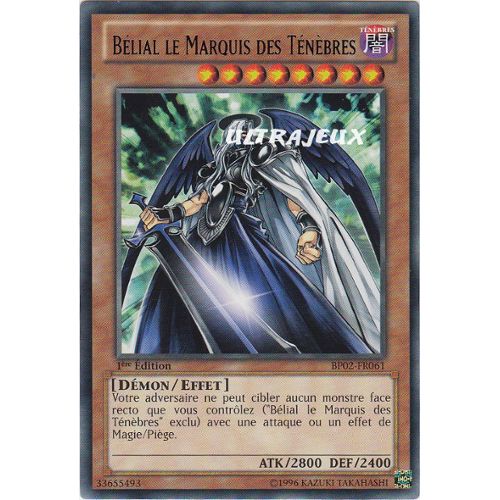 BÉLIAL LE MARQUIS DES TÉNÈBRES
TÉNÈBRES
闇
ULTRAJEUX
1ère Édition
BP02-FR061
[DÉMON/EFFET]
Votre adversaire ne peut cibler aucun monstre face
recto que vous contrôlez ("Bélial le Marquis des
Ténèbres" exclu) avec une attaque ou un effet de
Magie/Piège.
ATK/2800 DEF/2400
33655493
©1996 KAZUKI TAKAHASHI